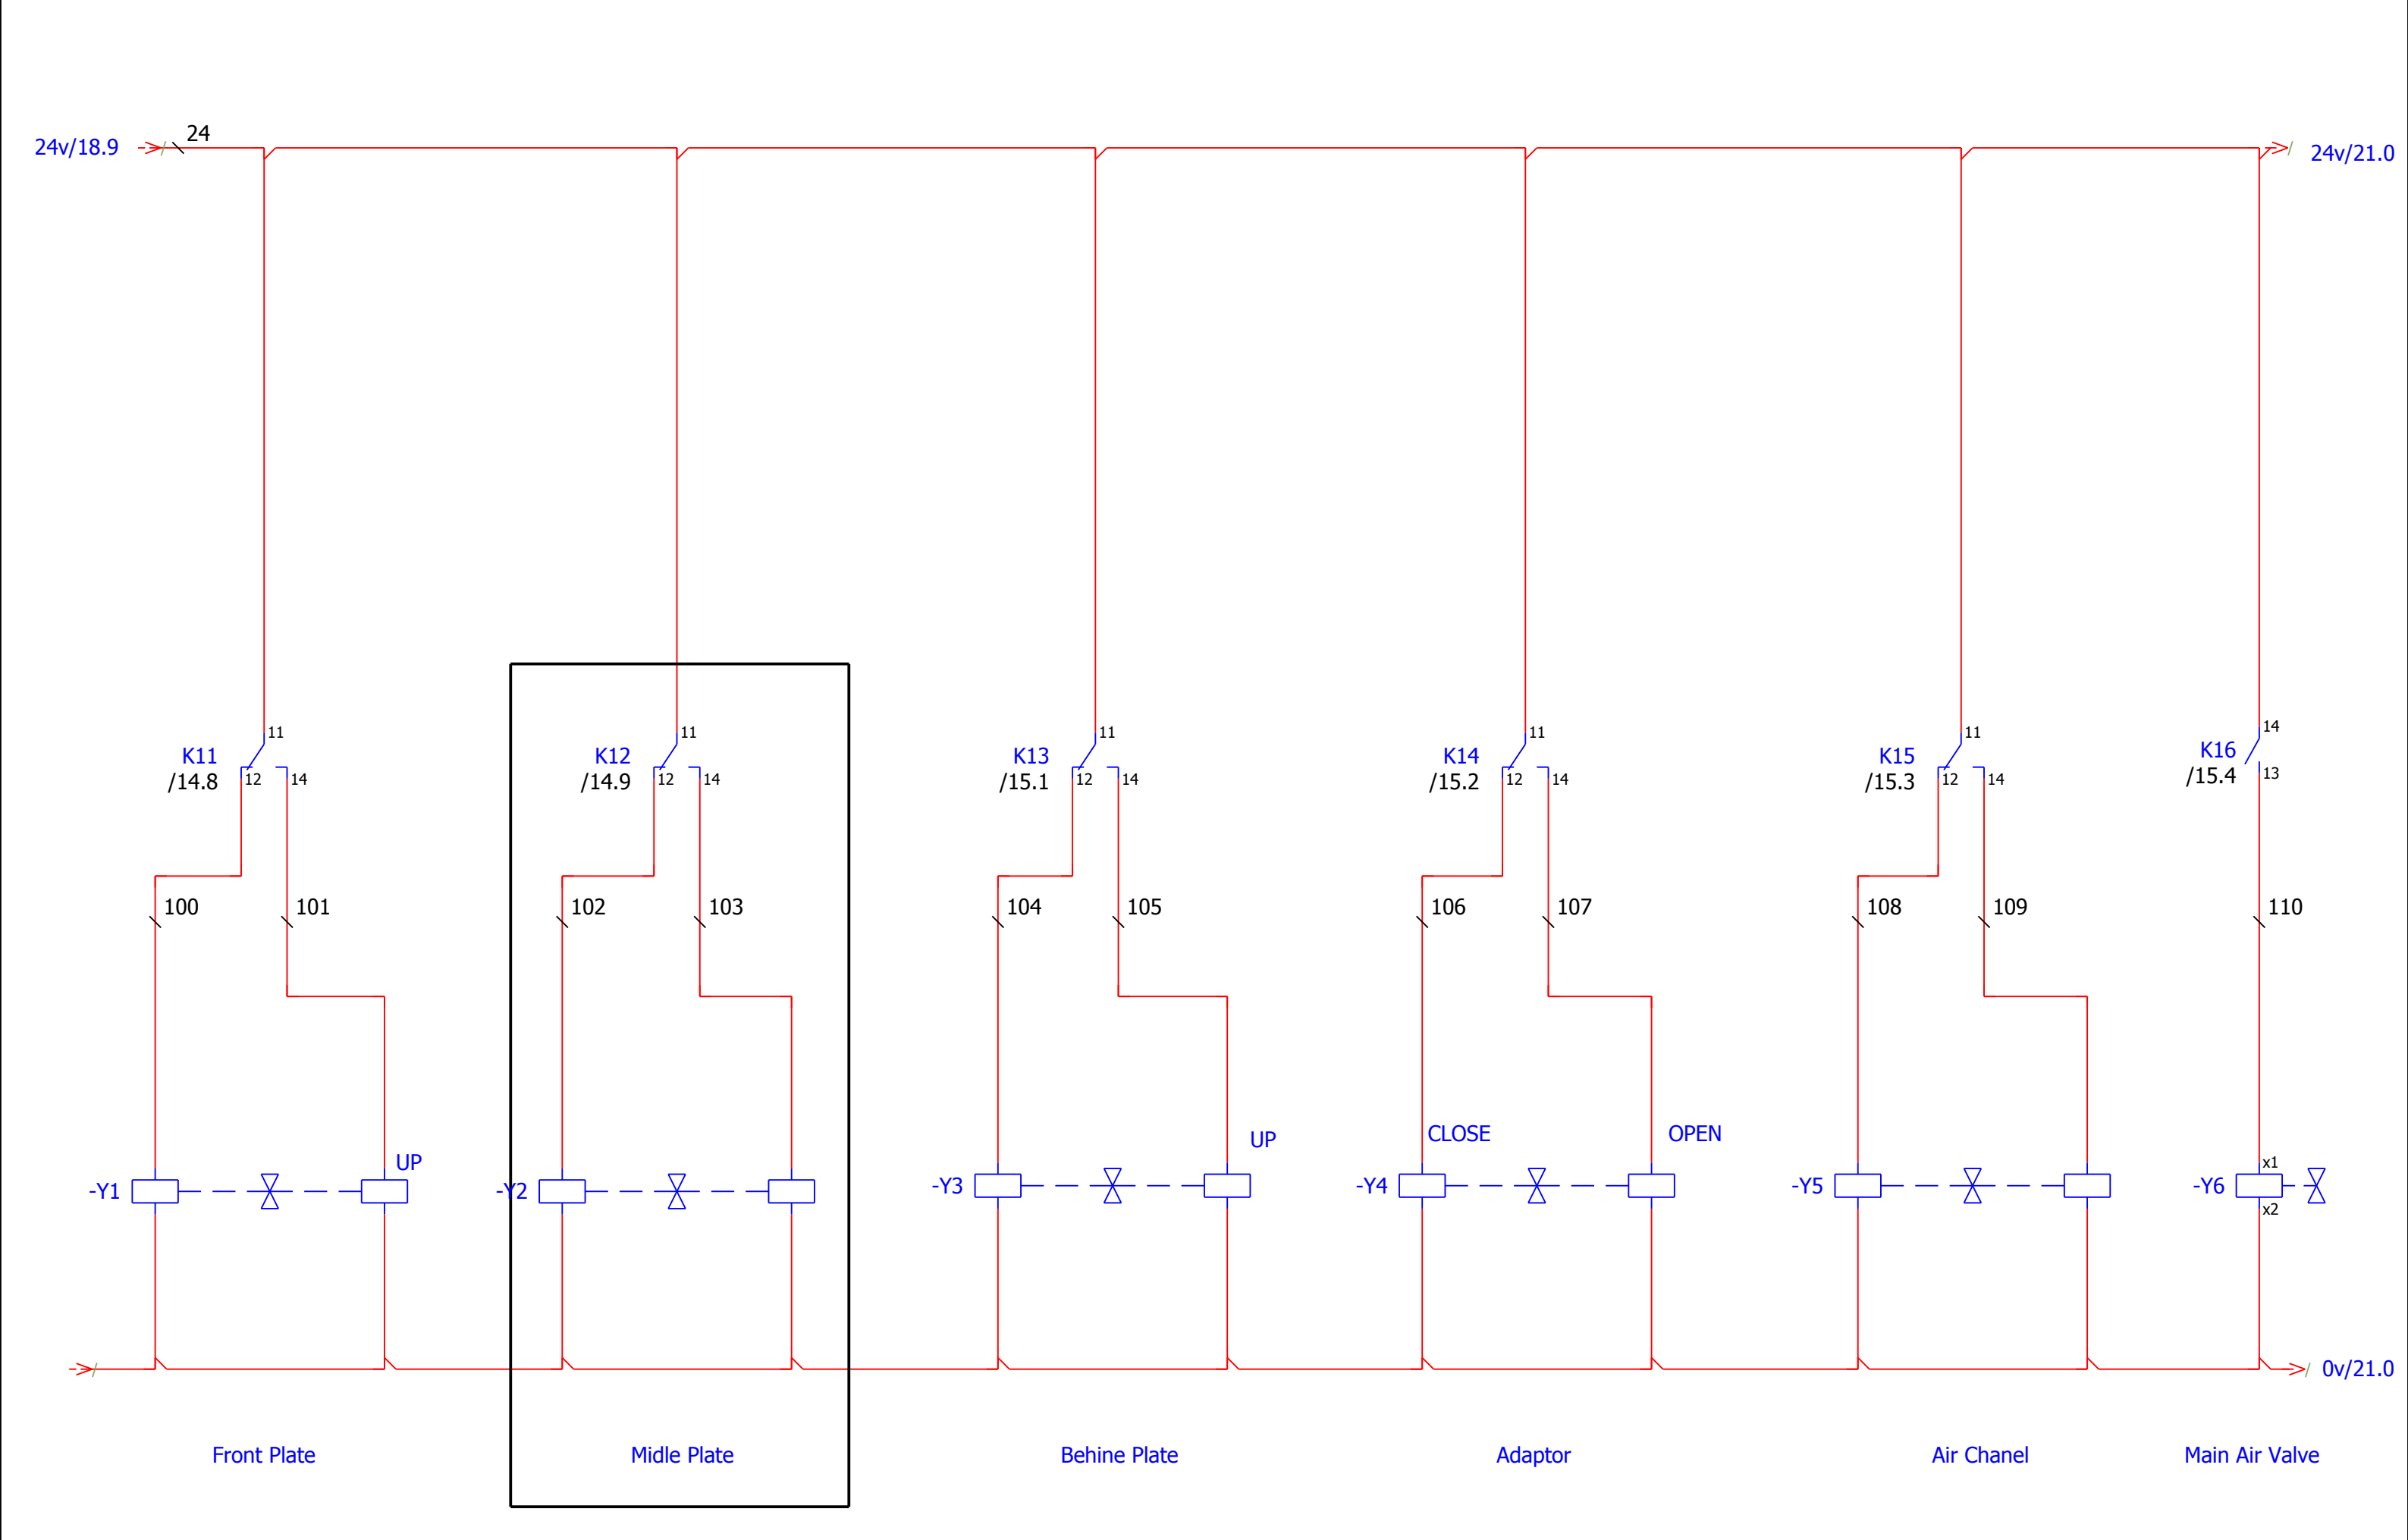 24
24v/18.9
24v/21.0
11
11
11
11
11
14
K11
K12
K13
K14
K15
K16
/14.8
12
14
/14.9
12
14
/15.1
12
14
/15.2
12
14
/15.3
12
14
/15.4
13
100
101
102
103
104
105
106
107
108
109
110
UP
UP
CLOSE
OPEN
x1
-Y1
-Y2
-Y3
-Y4
-Y5
-Y6
x2
0v/21.0
Front Plate
Midle Plate
Behine Plate
Adaptor
Air Chanel
Main Air Valve